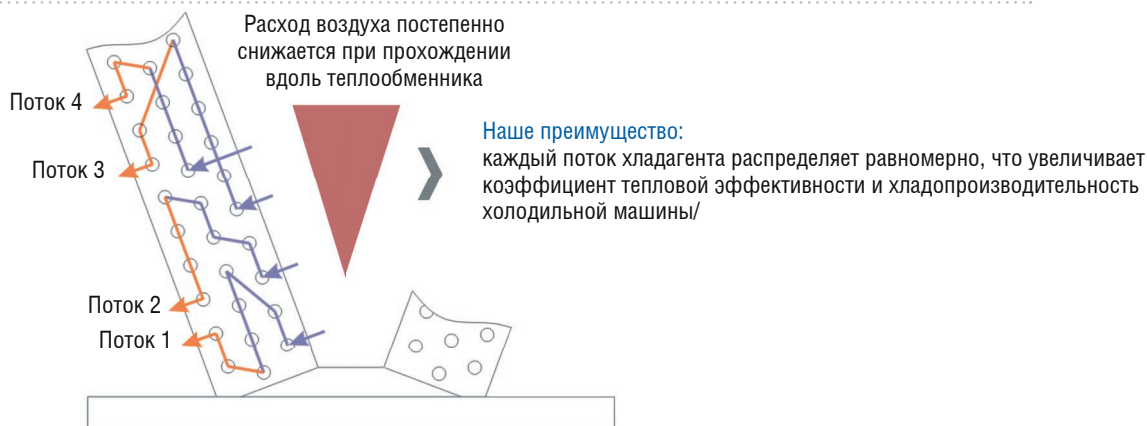 Расход воздуха постепенно
снижается при прохождении
вдоль теплообменника
Поток 4
Поток 3
Поток 2
Поток 1
Наше преимущество:
каждый поток хладагента распределяет равномерно, что увеличивает
коэффициент тепловой эффективности и хладопроизводительность
холодильной машины/